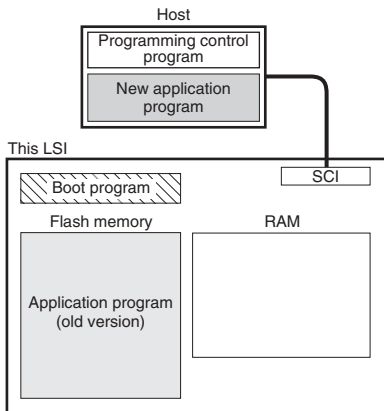 Host
Programming control
program
New application
program
This LSI
SCI
Boot program
Flash memory
RAM
Application program
(old version)